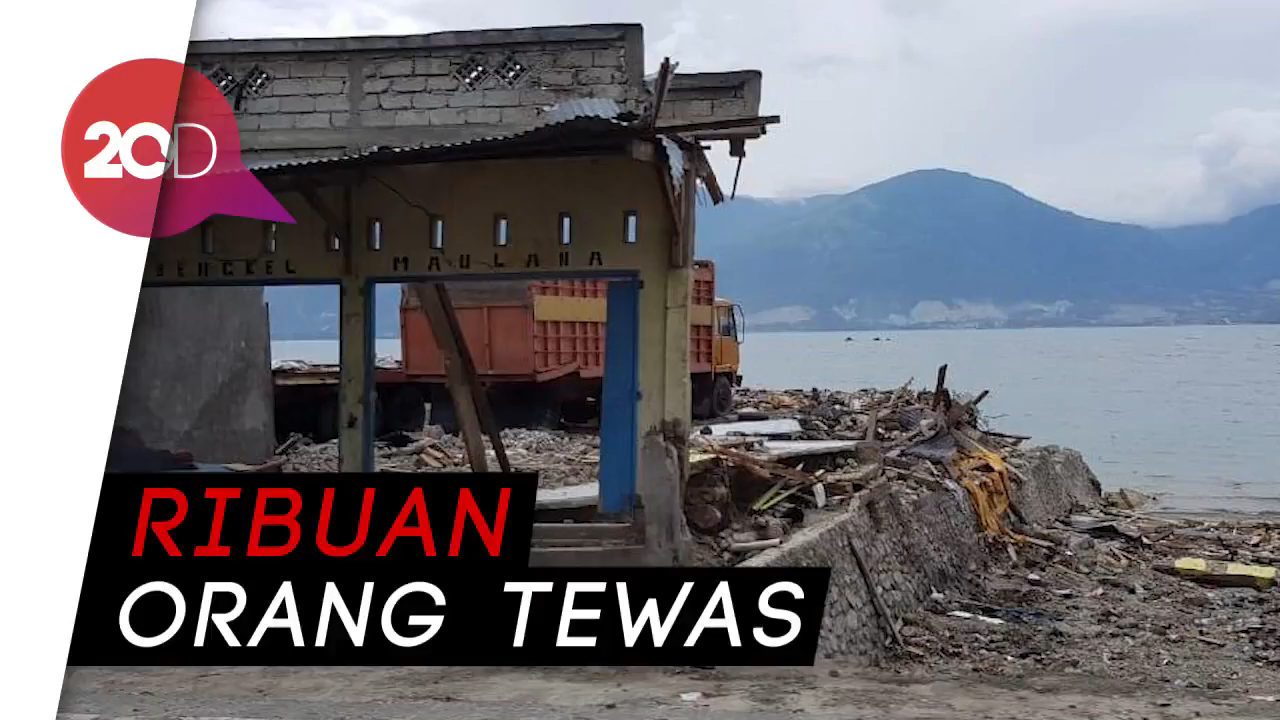 20D
BENGKEL MAULANA
RIBUAN
ORANG TEWAS